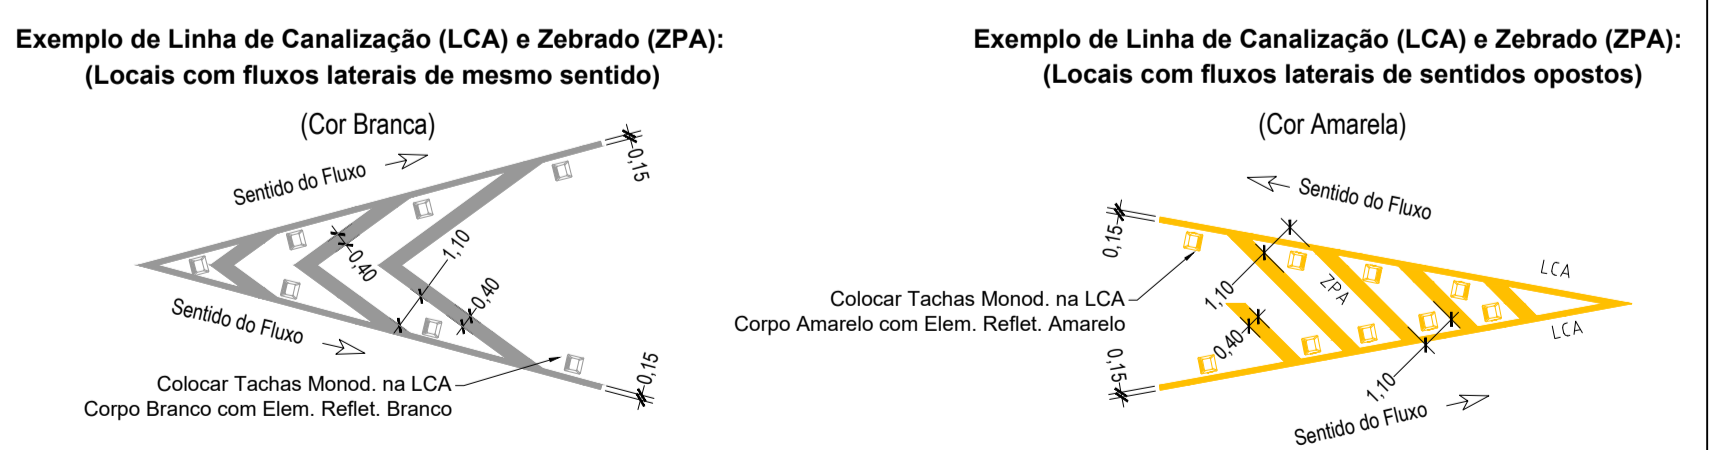 Exemplo de Linha de Canalização (LCA) e Zebrado (ZPA):
(Locais com fluxos laterais de mesmo sentido)
(Cor Branca)
Sentido do Fluxo
0,15
0,40
1,10
0,40
Sentido do Fluxo
0,15
Colocar Tachas Monod. na LCA
Corpo Branco com Elem. Reflet. Branco
Exemplo de Linha de Canalização (LCA) e Zebrado (ZPA):
(Locais com fluxos laterais de sentidos opostos)
(Cor Amarela)
Sentido do Fluxo
0,15
LCA
ZPA
1,10
Colocar Tachas Monod. na LCA
Corpo Amarelo com Elem. Reflet. Amarelo
0,40
LCA
0,15
1,10
Sentido do Fluxo